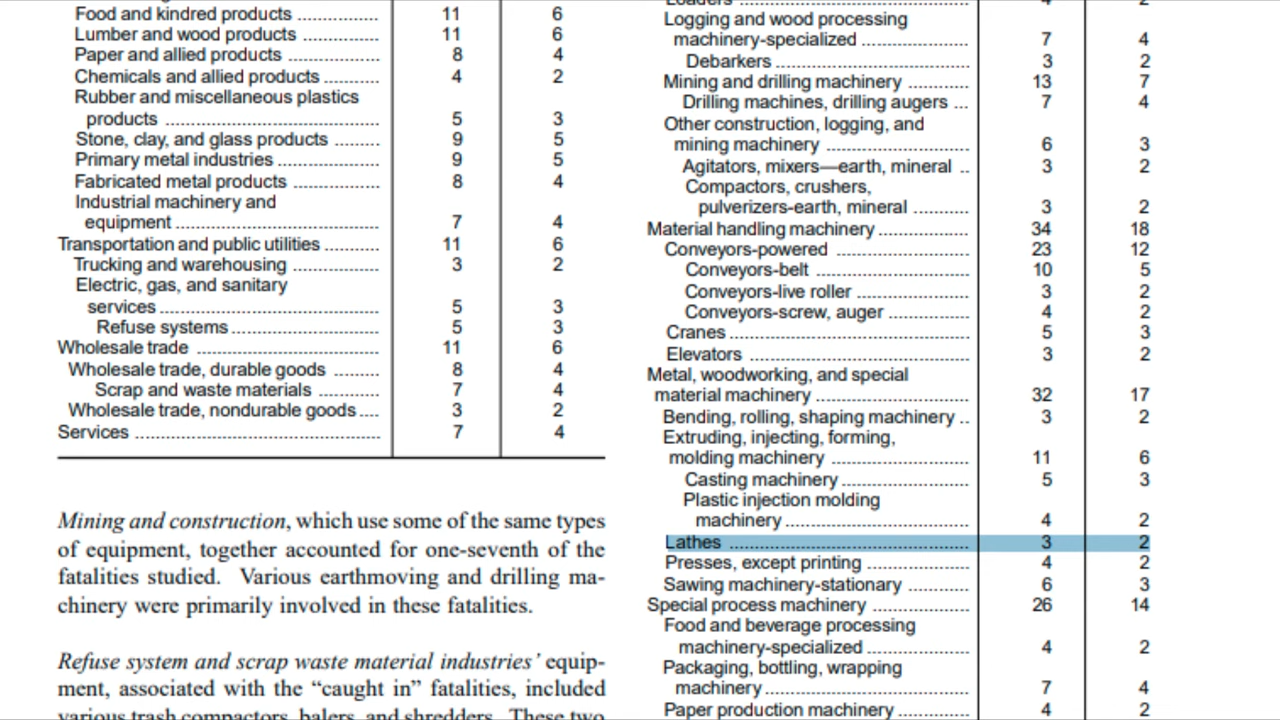 Food and kindred products ............... 11 6
Lumber and wood products ............. 11 6
Paper and allied products ................ 8 4
Chemicals and allied products ........... 4 2
Rubber and miscellaneous plastics
products ........................................... 5 3
Stone, clay, and glass products ......... 9 5
Primary metal industries .................... 9 5
Fabricated metal products ................. 8 4
Industrial machinery and
equipment ......................................... 7 4
Transportation and public utilities ........... 11 6
Trucking and warehousing ................. 3 2
Electric, gas, and sanitary
services ............................................ 5 3
Refuse systems ............................... 5 3
Wholesale trade ..................................... 11 6
Wholesale trade, durable goods ......... 8 4
Scrap and waste materials ............ 7 4
Wholesale trade, nondurable goods .... 3 2
Services ................................................. 7 4
Mining and construction, which use some of the same types
of equipment, together accounted for one-seventh of the
fatalities studied. Various earthmoving and drilling ma-
chinery were primarily involved in these fatalities.
Refuse system and scrap waste material industries’ equip-
ment, associated with the “caught in” fatalities, included
various trash compactors, balers, and shredders. These two
Loaders ............................................. 4 2
Logging and wood processing
machinery-specialized ...................... 7 4
Debarkers ....................................... 3 2
Mining and drilling machinery ............ 13 7
Drilling machines, drilling augers ... 7 4
Other construction, logging, and
mining machinery ............................. 6 3
Agitators, mixers—earth, mineral .. 3 2
Compactors, crushers,
pulverizers-earth, mineral ........... 3 2
Material handling machinery .................. 34 18
Conveyors-powered .......................... 23 12
Conveyors-belt ............................... 10 5
Conveyors-live roller ....................... 3 2
Conveyors-screw, auger ................ 4 2
Cranes ............................................... 5 3
Elevators ............................................ 3 2
Metal, woodworking, and special
material machinery ............................... 32 17
Bending, rolling, shaping machinery .. 3 2
Extruding, injecting, forming,
molding machinery ........................... 11 6
Casting machinery .......................... 5 3
Plastic injection molding
machinery ..................................... 4 2
Lathes ................................................ 3 2
Presses, except printing .................... 4 2
Sawing machinery-stationary ............. 6 3
Special process machinery ................... 26 14
Food and beverage processing
machinery-specialized ..................... 4 2
Packaging, bottling, wrapping
machinery ......................................... 7 4
Paper production machinery .............. 4 2